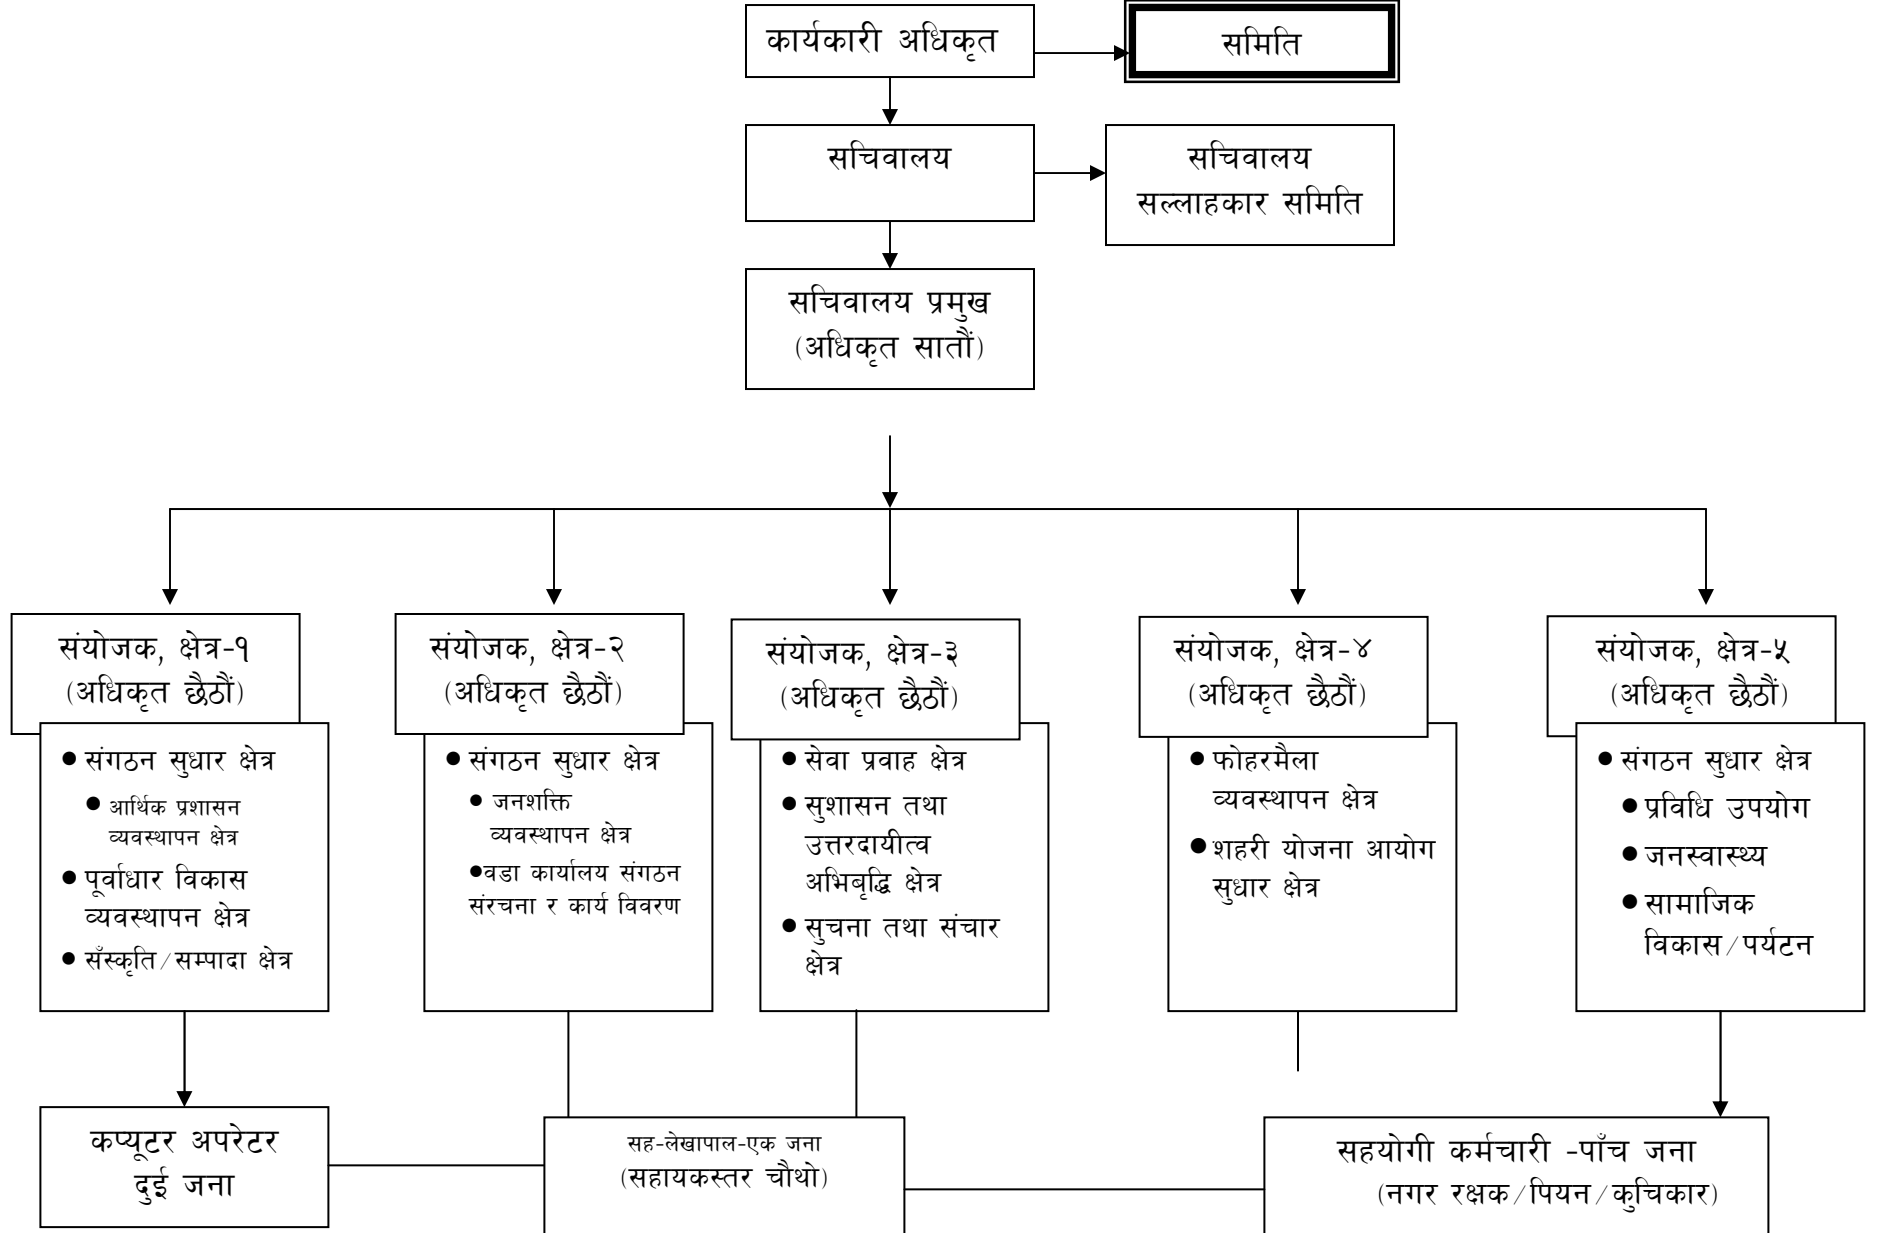 कार्यकारी अधिकृत
समिति
सचिवालय
सचिवालय
सल्लाहकार समिति
सचिवालय प्रमुख
(अधिकृत सातौं)
संयोजक, क्षेत्र-१
(अधिकृत छैठौं)
● संगठन सुधार क्षेत्र
● आर्थिक प्रशासन
व्यवस्थापन क्षेत्र
● पूर्वाधार विकास
व्यवस्थापन क्षेत्र
● सँस्कृति/सम्पादा क्षेत्र
संयोजक, क्षेत्र-२
(अधिकृत छैठौं)
● संगठन सुधार क्षेत्र
● जनशक्ति
व्यवस्थापन क्षेत्र
●वडा कार्यालय संगठन
संरचना र कार्य विवरण
संयोजक, क्षेत्र-३
(अधिकृत छैठौं)
● सेवा प्रवाह क्षेत्र
● सुशासन तथा
उत्तरदायीत्व
अभिबृद्धि क्षेत्र
● सुचना तथा संचार
क्षेत्र
संयोजक, क्षेत्र-४
(अधिकृत छैठौं)
● फोहरमैला
व्यवस्थापन क्षेत्र
● शहरी योजना आयोग
सुधार क्षेत्र
संयोजक, क्षेत्र-५
(अधिकृत छैठौं)
● संगठन सुधार क्षेत्र
● प्रविधि उपयोग
● जनस्वास्थ्य
● सामाजिक
विकास/पर्यटन
कप्यूटर अपरेटर
दुई जना
सह-लेखापाल-एक जना
(सहायकस्तर चौथो)
सहयोगी कर्मचारी -पाँच जना
(नगर रक्षक/पियन/कुचिकार)